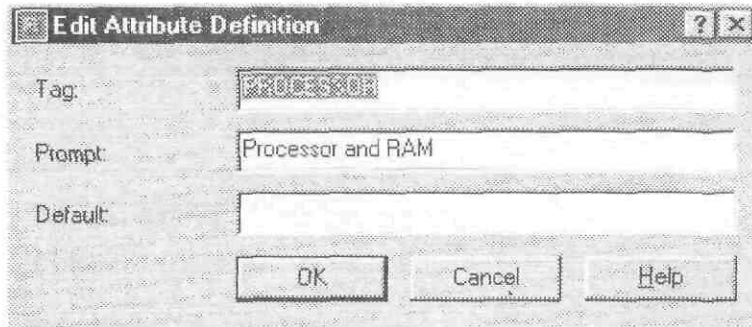 Edit Attribute Definition
Tag: PROCESSOR
Prompt: Processor and RAM
Default:
OK Cancel Help